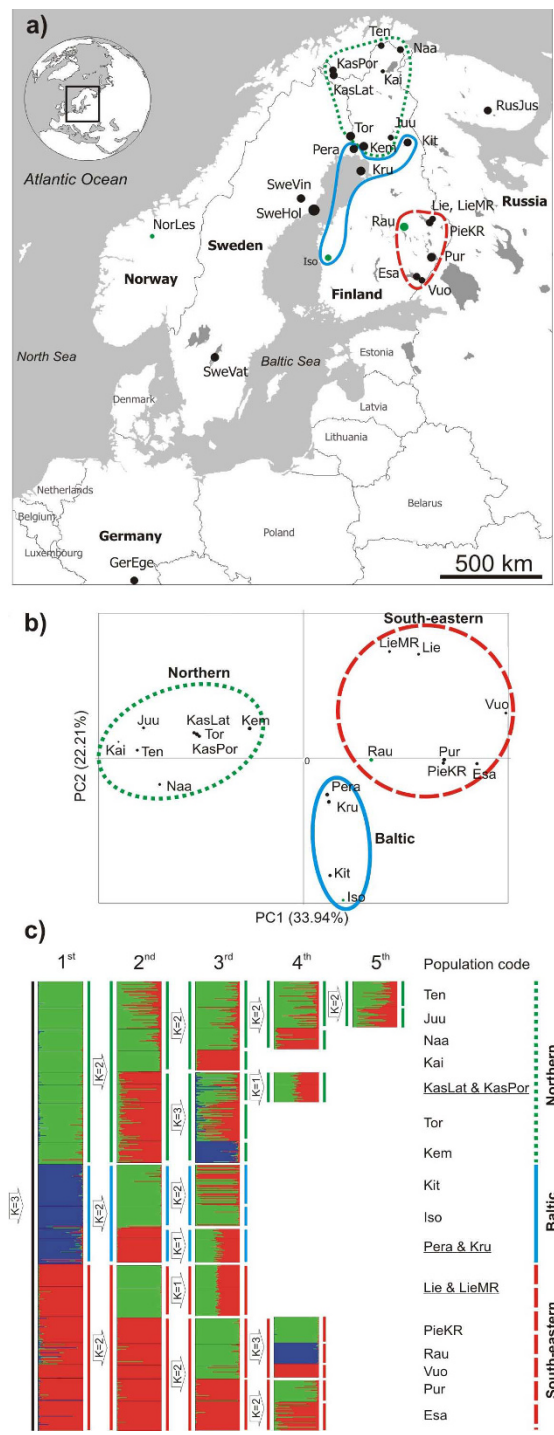 a)
Ten
Naa
KasPor
Kai
KasLat
RusJus
Tor
Juu
Kit
Pera
Kem
Kru
Atlantic Ocean
SweVin
Lie, LieMR
Russia
NorLes
SweHol
Rau
PieKR
Sweden
Pur
Iso
Esa
Norway
Finland
Vuo
North Sea
SweVat
Baltic Sea
Estonia
Denmark
Latvia
Lithuania
Netherlands
Belarus
Belgium
Germany
Poland
Luxembourg
GerEge
500 km
b)
South-eastern
LieMR
Lie
Northern
Vuo
Juu
KasLat
Kem
Tor
Kai
Ten
KasPor
Rau
Pur
PieKR
Esa
Naa
0
Pera
Kru
Baltic
Kit
Iso
PC2 (22.21%)
PC1 (33.94%)
c)
1st 2nd 3rd 4th 5th Population code
K=3
K=2
K=2
K=2
K=2
K=2
K=3
K=1
K=2
K=2
K=1
K=2
K=1
K=2
K=3
K=2
Ten
Juu
Naa
Kai
KasLat & KasPor
Tor
Kem
Kit
Iso
Pera & Kru
Lie & LieMR
PieKR
Rau
Vuo
Pur
Esa
Northern
Baltic
South-eastern